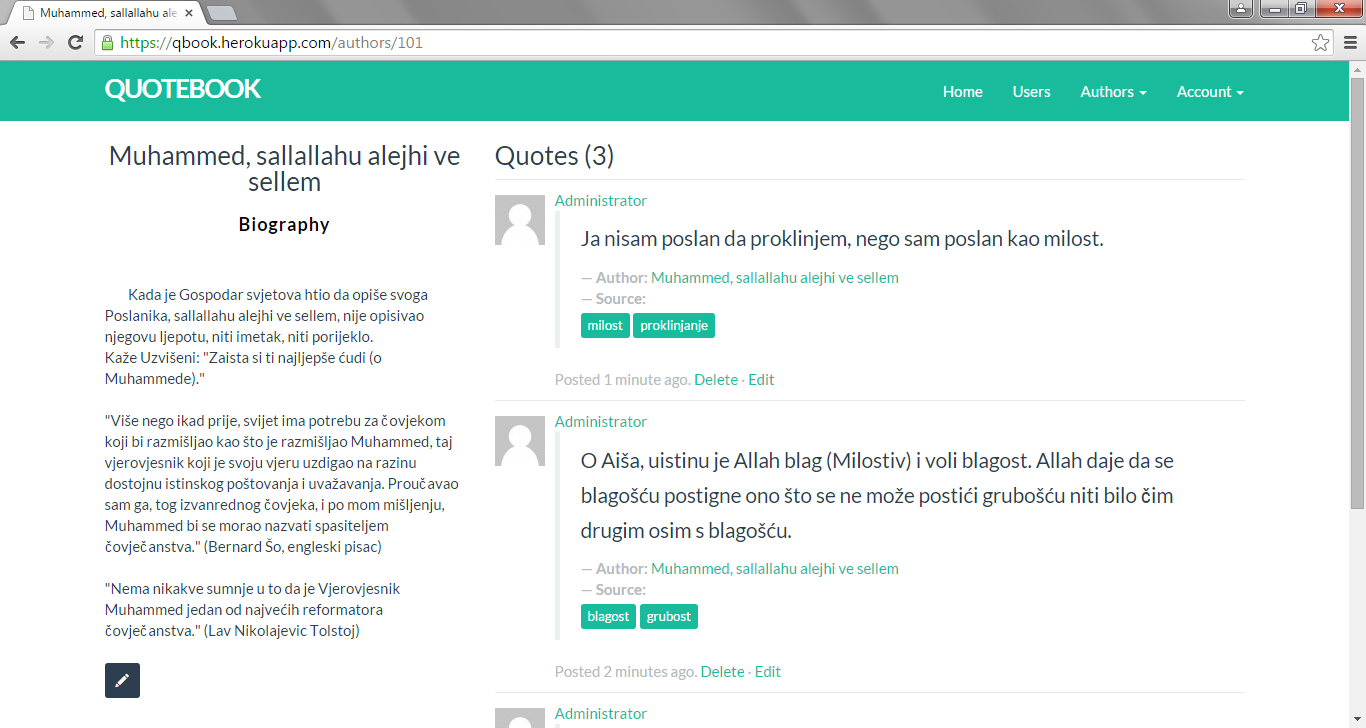 Muhammed, sallallahu ale
https://qbook.herokuapp.com/authors/101
QUOTEBOOK
Home
Users
Authors
Account
Muhammed, sallallahu alejhi ve
sellem
Biography
Kada je Gospodar svjetova htio da opiše svoga
Poslanika, sallallahu alejhi ve sellem, nije opisivao
njegovu ljepotu, niti imetak, niti porijeklo.
Kaže Uzvišeni: "Zaista si ti najljepše ćudi (o
Muhammede)."
"Više nego ikad prije, svijet ima potrebu za čovjekom
koji bi razmišljao kao što je razmišljao Muhammed, taj
vjerovjesnik koji je svoju vjeru uzdigao na razinu
dostojnu istinskog poštovanja i uvažavanja. Proučavao
sam ga, tog izvanrednog čovjeka, i po mom mišljenju,
Muhammed bi se morao nazvati spasiteljem
čovječanstva." (Bernard Šo, engleski pisac)
"Nema nikakve sumnje u to da je Vjerovjesnik
Muhammed jedan od najvećih reformatora
čovječanstva." (Lav Nikolajevic Tolstoj)
Quotes (3)
Administrator
Ja nisam poslan da proklinjem, nego sam poslan kao milost.
— Author: Muhammed, sallallahu alejhi ve sellem
— Source:
milost proklinjanje
Posted 1 minute ago. Delete · Edit
Administrator
O Aiša, uistinu je Allah blag (Milostiv) i voli blagost. Allah daje da se
blagošću postigne ono što se ne može postići grubošću niti bilo čim
drugim osim s blagošću.
— Author: Muhammed, sallallahu alejhi ve sellem
— Source:
blagost grubost
Posted 2 minutes ago. Delete · Edit
Administrator